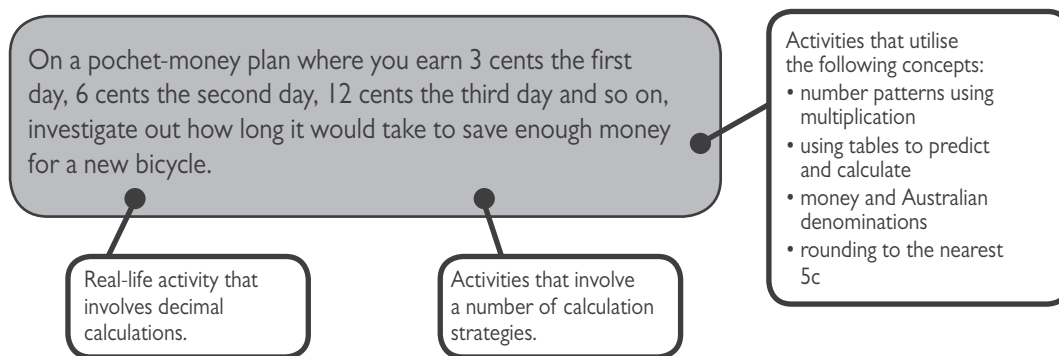 On a pochet-money plan where you earn 3 cents the first
day, 6 cents the second day, 12 cents the third day and so on,
investigate out how long it would take to save enough money
for a new bicycle.
Activities that utilise
the following concepts:
• number patterns using
multiplication
• using tables to predict
and calculate
• money and Australian
denominations
• rounding to the nearest
5c
Real-life activity that
involves decimal
calculations.
Activities that involve
a number of calculation
strategies.